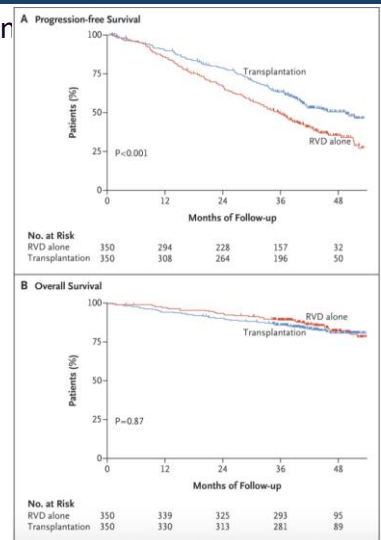 n
A Progression-free Survival
100
75
50
25
0
Patients (%)
Transplantation
RVD alone
P<0.001
0 12 24 36 48
Months of Follow-up
No. at Risk
RVD alone 350 294 228 157 32
Transplantation 350 308 264 196 50
B Overall Survival
100
75
50
25
0
Patients (%)
RVD alone
Transplantation
P=0.87
0 12 24 36 48
Months of Follow-up
No. at Risk
RVD alone 350 339 325 293 95
Transplantation 350 330 313 281 89